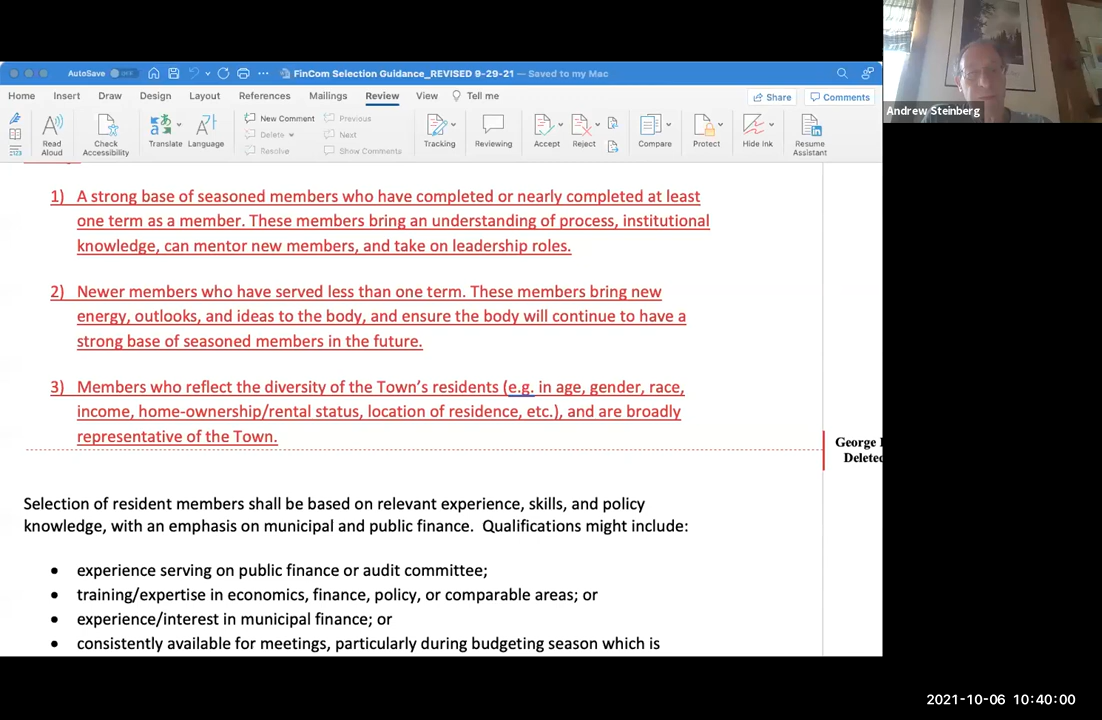 AutoSave OFF ... FinCom Selection Guidance_REVISED 9-29-21 — Saved to my Mac
Home Insert Draw Design Layout References Mailings Review View Tell me Share Comments
Read Aloud
Check Accessibility
Translate
Language
New Comment
Delete
Resolve
Previous
Next
Show Comments
Tracking
Reviewing
Accept
Reject
Compare
Protect
Hide Ink
Resume Assistant
Andrew Steinberg
1) A strong base of seasoned members who have completed or nearly completed at least
one term as a member. These members bring an understanding of process, institutional
knowledge, can mentor new members, and take on leadership roles.
2) Newer members who have served less than one term. These members bring new
energy, outlooks, and ideas to the body, and ensure the body will continue to have a
strong base of seasoned members in the future.
3) Members who reflect the diversity of the Town's residents (e.g. in age, gender, race,
income, home-ownership/rental status, location of residence, etc.), and are broadly
representative of the Town.
George
Deleted
Selection of resident members shall be based on relevant experience, skills, and policy
knowledge, with an emphasis on municipal and public finance. Qualifications might include:
• experience serving on public finance or audit committee;
• training/expertise in economics, finance, policy, or comparable areas; or
• experience/interest in municipal finance; or
• consistently available for meetings, particularly during budgeting season which is
2021-10-06 10:40:00